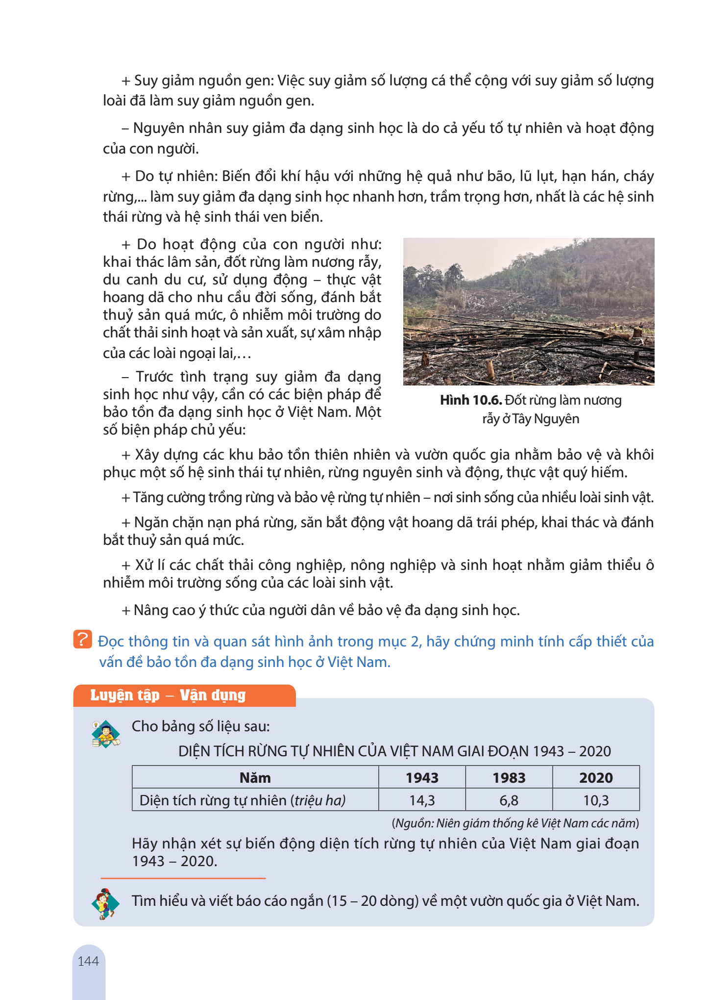 + Suy giảm nguồn gen: Việc suy giảm số lượng cá thể cộng với suy giảm số lượng
loài đã làm suy giảm nguồn gen.
– Nguyên nhân suy giảm đa dạng sinh học là do cả yếu tố tự nhiên và hoạt động
của con người.
+ Do tự nhiên: Biến đổi khí hậu với những hệ quả như bão, lũ lụt, hạn hán, cháy
rừng,... làm suy giảm đa dạng sinh học nhanh hơn, trầm trọng hơn, nhất là các hệ sinh
thái rừng và hệ sinh thái ven biển.
+ Do hoạt động của con người như:
khai thác lâm sản, đốt rừng làm nương rẫy,
du canh du cư, sử dụng động – thực vật
hoang dã cho nhu cầu đời sống, đánh bắt
thuỷ sản quá mức, ô nhiễm môi trường do
chất thải sinh hoạt và sản xuất, sự xâm nhập
của các loài ngoại lai,…
– Trước tình trạng suy giảm đa dạng
sinh học như vậy, cần có các biện pháp để
bảo tồn đa dạng sinh học ở Việt Nam. Một
số biện pháp chủ yếu:
Hình 10.6. Đốt rừng làm nương
rẫy ở Tây Nguyên
+ Xây dựng các khu bảo tồn thiên nhiên và vườn quốc gia nhằm bảo vệ và khôi
phục một số hệ sinh thái tự nhiên, rừng nguyên sinh và động, thực vật quý hiếm.
+ Tăng cường trồng rừng và bảo vệ rừng tự nhiên – nơi sinh sống của nhiều loài sinh vật.
+ Ngăn chặn nạn phá rừng, săn bắt động vật hoang dã trái phép, khai thác và đánh
bắt thuỷ sản quá mức.
+ Xử lí các chất thải công nghiệp, nông nghiệp và sinh hoạt nhằm giảm thiểu ô
nhiễm môi trường sống của các loài sinh vật.
+ Nâng cao ý thức của người dân về bảo vệ đa dạng sinh học.
? Đọc thông tin và quan sát hình ảnh trong mục 2, hãy chứng minh tính cấp thiết của
vấn đề bảo tồn đa dạng sinh học ở Việt Nam.
Luyện tập – Vận dụng
Cho bảng số liệu sau:
DIỆN TÍCH RỪNG TỰ NHIÊN CỦA VIỆT NAM GIAI ĐOẠN 1943 – 2020
Năm 1943 1983 2020
Diện tích rừng tự nhiên (triệu ha) 14,3 6,8 10,3
(Nguồn: Niên giám thống kê Việt Nam các năm)
Hãy nhận xét sự biến động diện tích rừng tự nhiên của Việt Nam giai đoạn
1943 – 2020.
Tìm hiểu và viết báo cáo ngắn (15 – 20 dòng) về một vườn quốc gia ở Việt Nam.
144